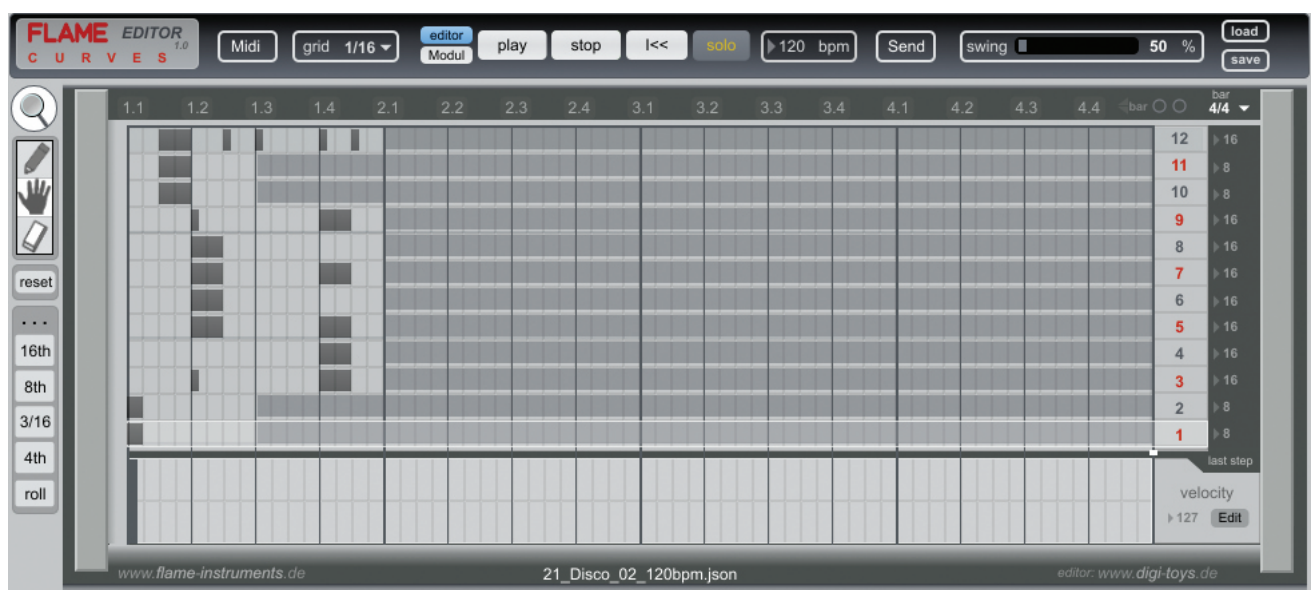 FLAME EDITOR 1.0
CURVES
Midi
grid 1/16
editor
Modul
play
stop
I<<
solo
120 bpm
Send
swing 50 %
load
save
1.1 1.2 1.3 1.4 2.1 2.2 2.3 2.4 3.1 3.2 3.3 3.4 4.1 4.2 4.3 4.4 bar
bar
4/4
12 16
11 8
10 8
9 16
8 16
7 16
6 16
5 16
4 16
3 16
2 8
1 8
last step
reset
...
16th
8th
3/16
4th
roll
velocity
127 Edit
www.flame-instruments.de
21_Disco_02_120bpm.json
editor: www.digi-toys.de